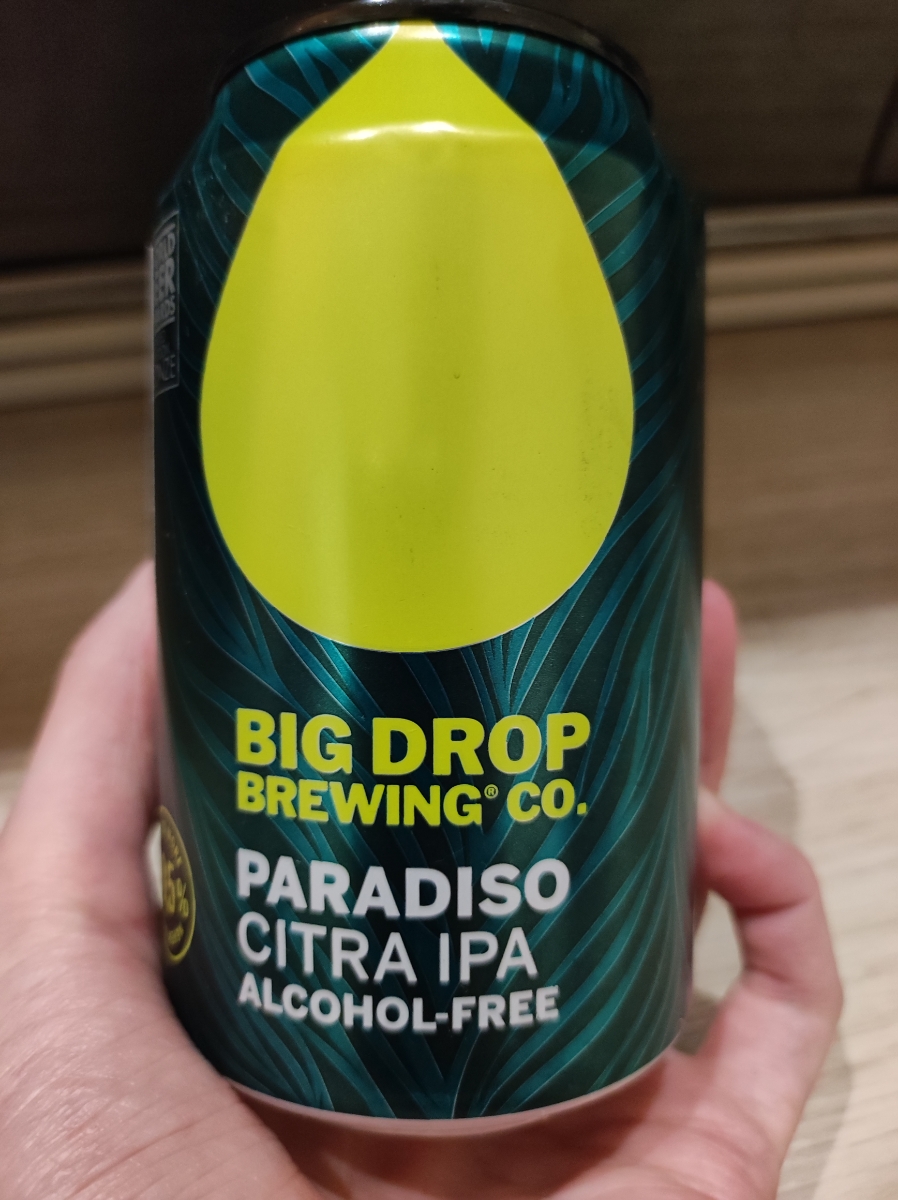 BIG DROP
BREWING® CO.
PARADISO
CITRA IPA
ALCOHOL-FREE